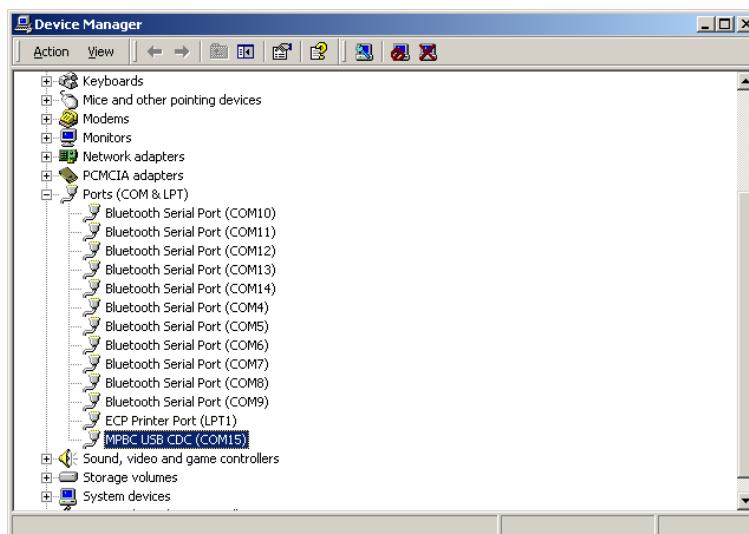 Device Manager
Action View
Keyboards
Mice and other pointing devices
Modems
Monitors
Network adapters
PCMCIA adapters
Ports (COM & LPT)
Bluetooth Serial Port (COM10)
Bluetooth Serial Port (COM11)
Bluetooth Serial Port (COM12)
Bluetooth Serial Port (COM13)
Bluetooth Serial Port (COM14)
Bluetooth Serial Port (COM4)
Bluetooth Serial Port (COM5)
Bluetooth Serial Port (COM6)
Bluetooth Serial Port (COM7)
Bluetooth Serial Port (COM8)
Bluetooth Serial Port (COM9)
ECP Printer Port (LPT1)
MPBC USB CDC (COM15)
Sound, video and game controllers
Storage volumes
System devices